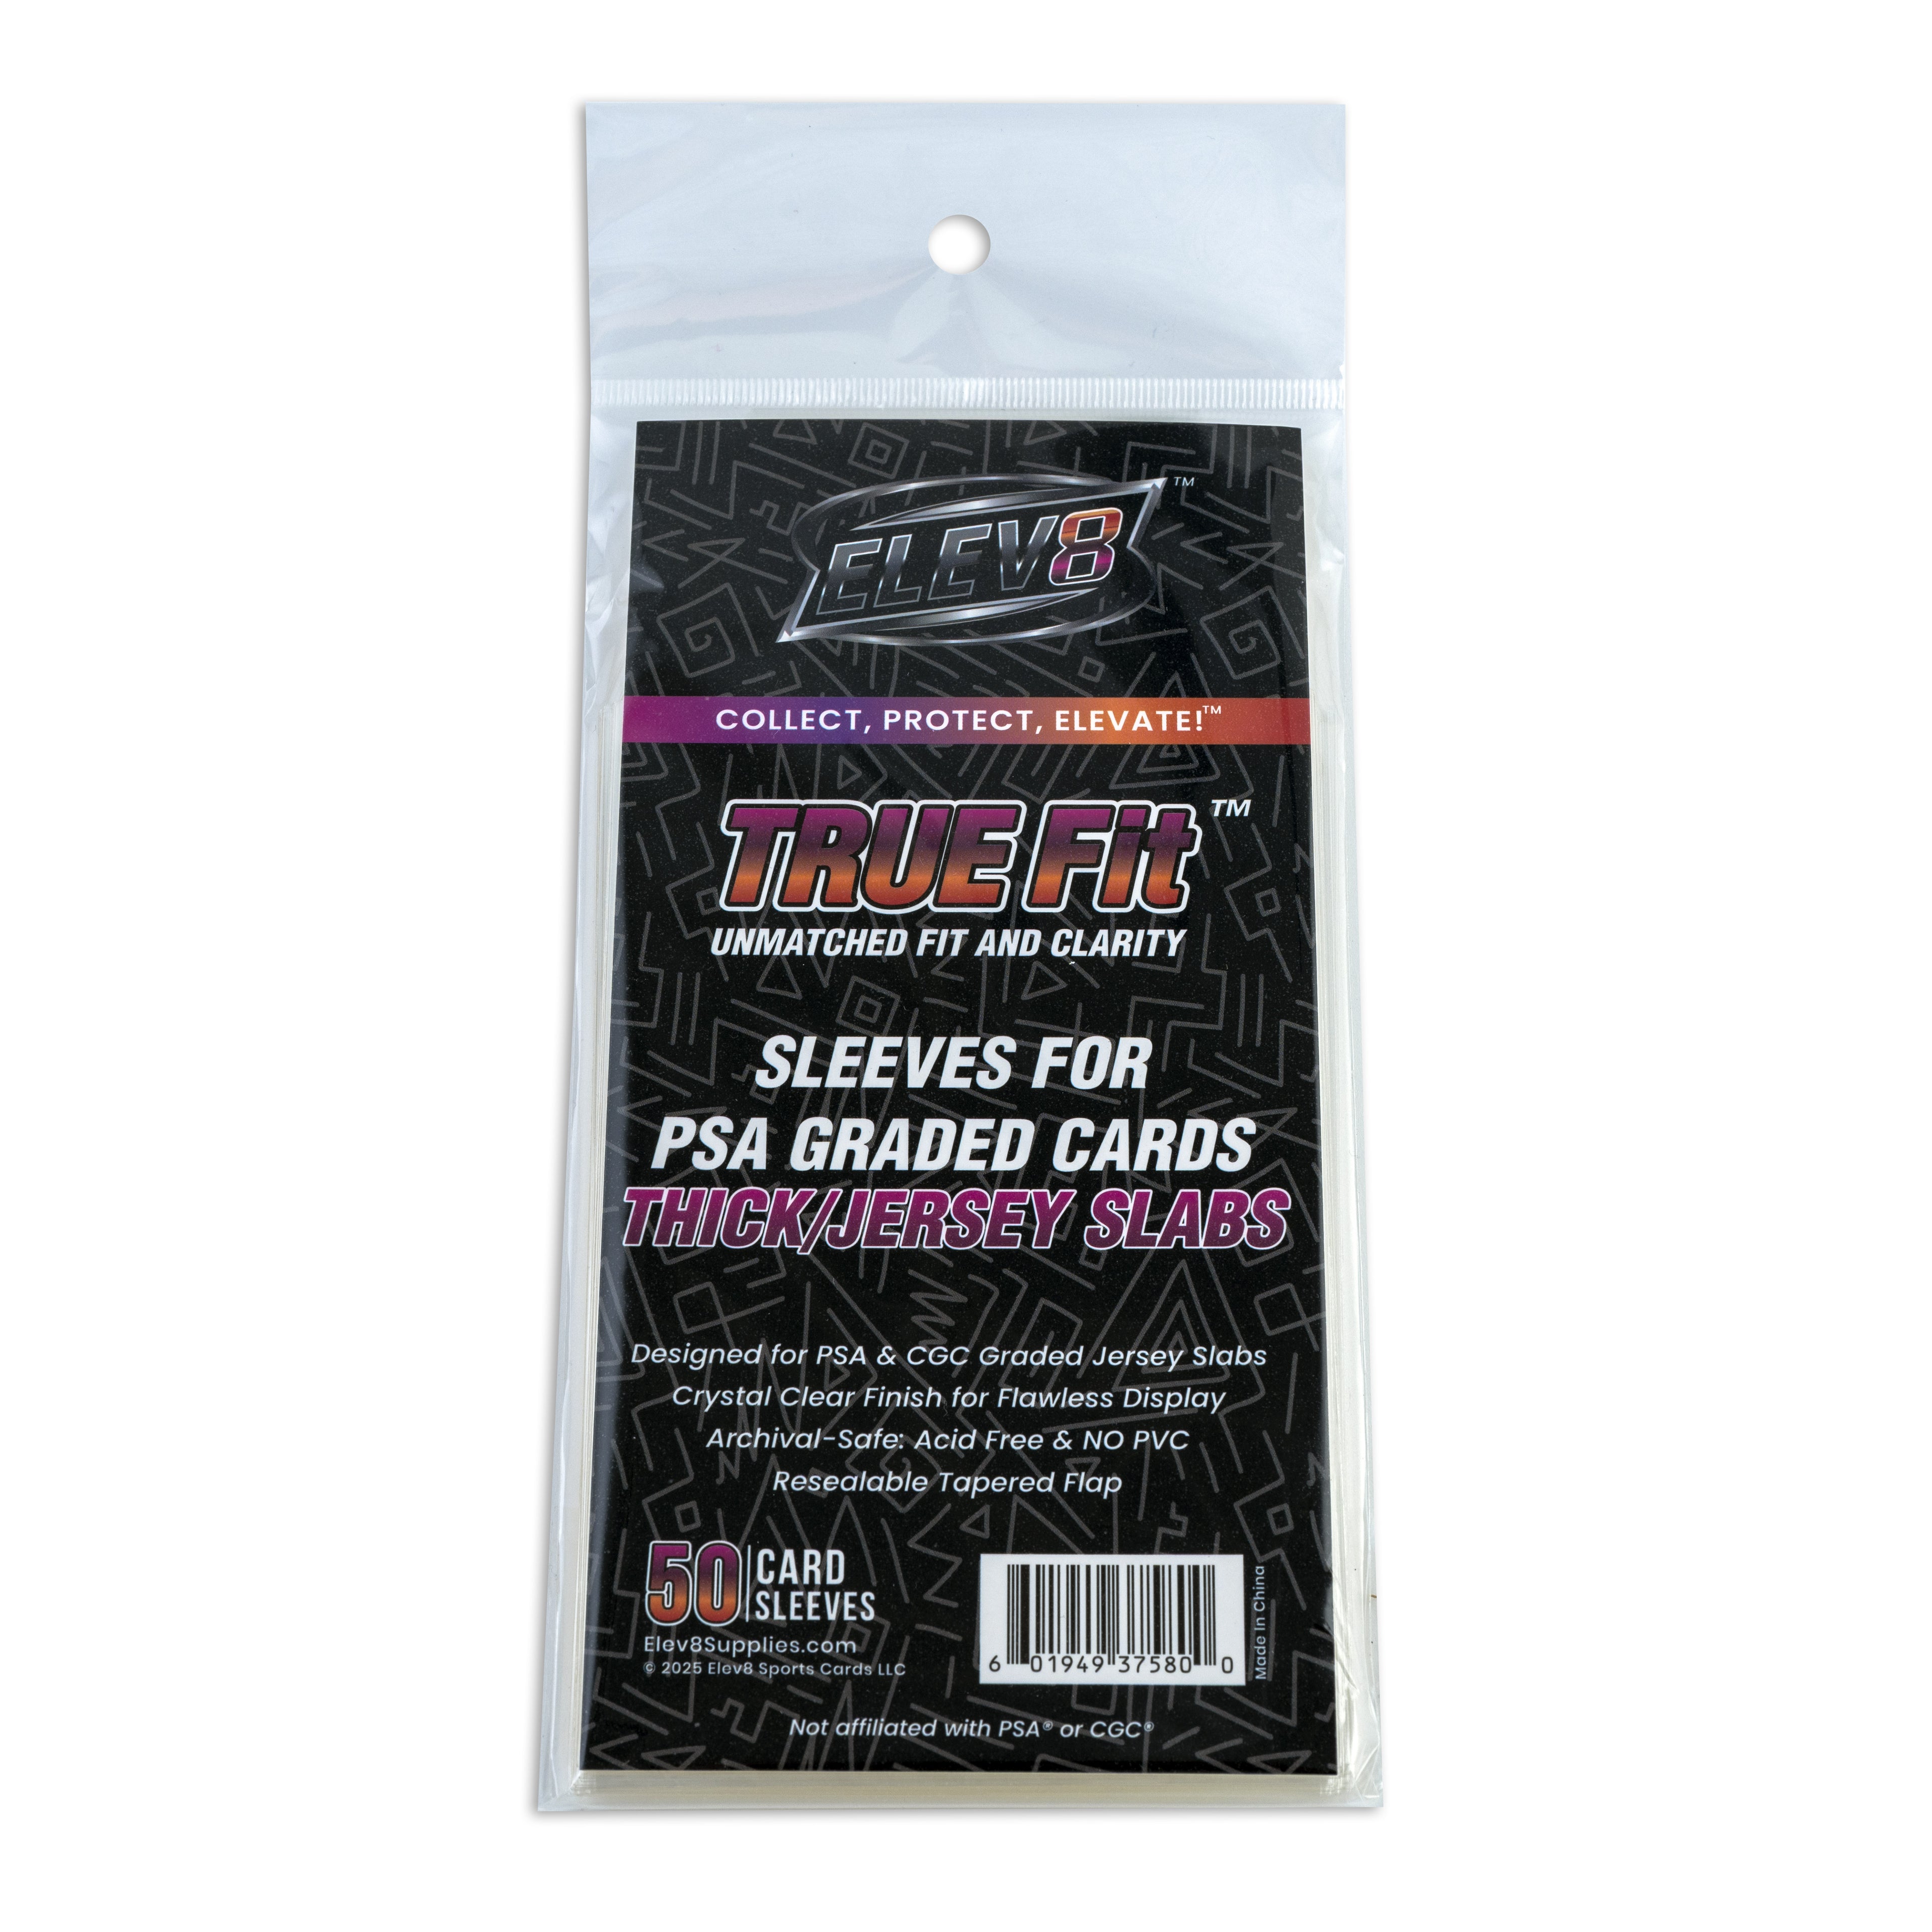 ELEV8™
COLLECT, PROTECT, ELEVATE!™
TRUE Fit™
UNMATCHED FIT AND CLARITY
SLEEVES FOR
PSA GRADED CARDS
THICK/JERSEY SLABS
Designed for PSA & CGC Graded Jersey Slabs
Crystal Clear Finish for Flawless Display
Archival-Safe: Acid Free & NO PVC
Resealable Tapered Flap
50 CARD
SLEEVES
Elev8Supplies.com
© 2025 Elev8 Sports Cards LLC
6 01949 37580 0
Made In China
Not affiliated with PSA® or CGC®